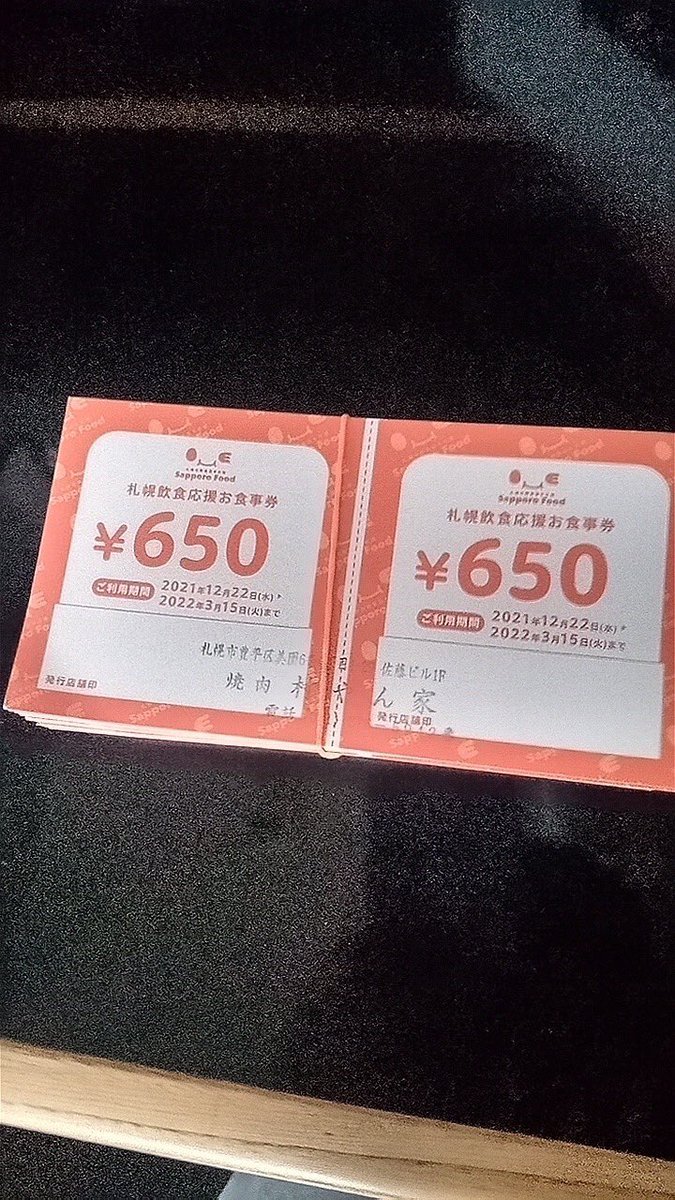 Sapporo Food
札幌飲食応援お食事券
¥650
ご利用期間 2021年12月22日(水)
2022年3月15日(火)まで
札幌市豊平区美園6
焼肉
電話
発行店舗印
Sapporo Food
札幌飲食応援お食事券
¥650
ご利用期間 2021年12月22日(水)
2022年3月15日(火)まで
佐藤ビル1F
ん家
発行店舗印